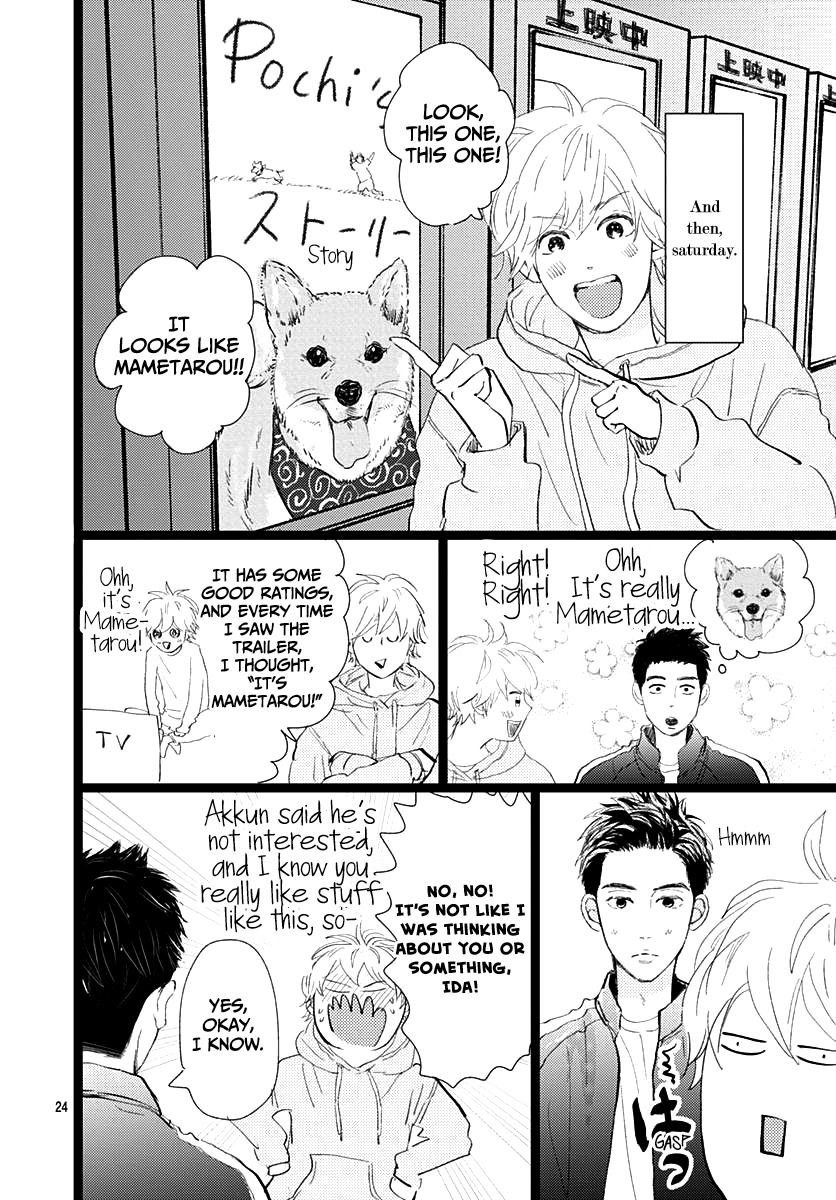 上映中
上映中
Pochi's
ストーリー
Story
LOOK,
THIS ONE,
THIS ONE!
And
then,
saturday.
IT
LOOKS LIKE
MAMETAROU!!
Right!
Right!
Ohh,
It's really
Mametarou...
IT HAS SOME
GOOD RATINGS,
AND EVERY TIME
I SAW THE
TRAILER,
I THOUGHT,
"IT'S
MAMETAROU!"
Ohh,
it's
Mame-
tarou!
TV
Hmmm
はっ
GASP
Akkun said he's
not interested,
and I know you
really like stuff
like this, so-
NO, NO!
IT'S NOT LIKE I
WAS THINKING
ABOUT YOU OR
SOMETHING,
IDA!
YES,
OKAY,
I KNOW.
24